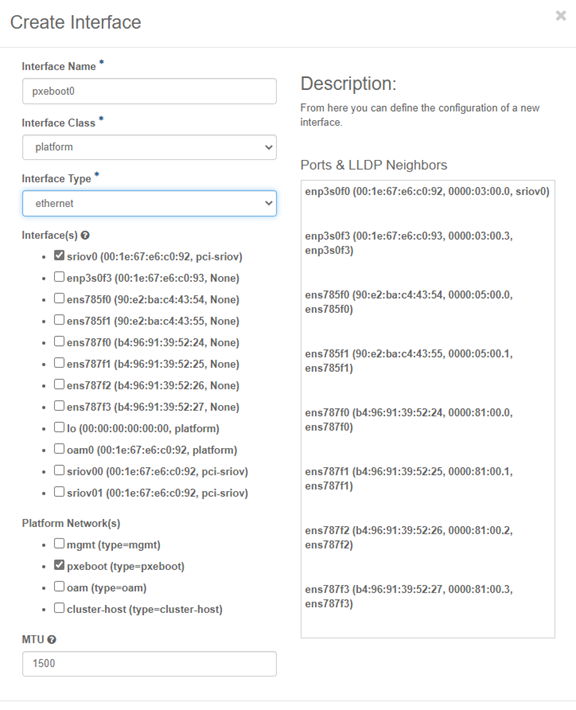 Create Interface
×
Interface Name *
pxeboot0
Interface Class *
platform
Interface Type *
ethernet
Interface(s)
sriov0 (00:1e:67:e6:c0:92, pci-sriov)
enp3s0f3 (00:1e:67:e6:c0:93, None)
ens785f0 (90:e2:ba:c4:43:54, None)
ens785f1 (90:e2:ba:c4:43:55, None)
ens787f0 (b4:96:91:39:52:24, None)
ens787f1 (b4:96:91:39:52:25, None)
ens787f2 (b4:96:91:39:52:26, None)
ens787f3 (b4:96:91:39:52:27, None)
lo (00:00:00:00:00:00, platform)
oam0 (00:1e:67:e6:c0:92, platform)
sriov00 (00:1e:67:e6:c0:92, pci-sriov)
sriov01 (00:1e:67:e6:c0:92, pci-sriov)
Platform Network(s)
mgmt (type=mgmt)
pxeboot (type=pxeboot)
oam (type=oam)
cluster-host (type=cluster-host)
MTU
1500
Description:
From here you can define the configuration of a new
interface.
Ports & LLDP Neighbors
enp3s0f0 (00:1e:67:e6:c0:92, 0000:03:00.0, sriov0)
enp3s0f3 (00:1e:67:e6:c0:93, 0000:03:00.3,
enp3s0f3)
ens785f0 (90:e2:ba:c4:43:54, 0000:05:00.0,
ens785f0)
ens785f1 (90:e2:ba:c4:43:55, 0000:05:00.1,
ens785f1)
ens787f0 (b4:96:91:39:52:24, 0000:81:00.0,
ens787f0)
ens787f1 (b4:96:91:39:52:25, 0000:81:00.1,
ens787f1)
ens787f2 (b4:96:91:39:52:26, 0000:81:00.2,
ens787f2)
ens787f3 (b4:96:91:39:52:27, 0000:81:00.3,
ens787f3)